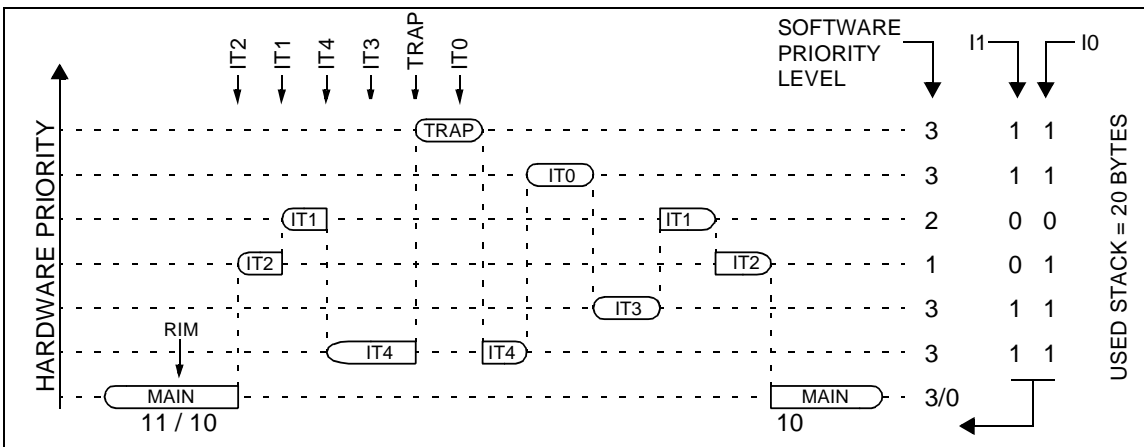 IT2
IT1
IT4
IT3
TRAP
IT0
SOFTWARE
PRIORITY
LEVEL
I1
I0
HARDWARE PRIORITY
USED STACK = 20 BYTES
TRAP
3
1 1
IT0
3
1 1
IT1
IT1
2
0 0
IT2
IT2
1
0 1
IT3
3
1 1
RIM
IT4
IT4
3
1 1
MAIN
MAIN
3/0
11 / 10
10